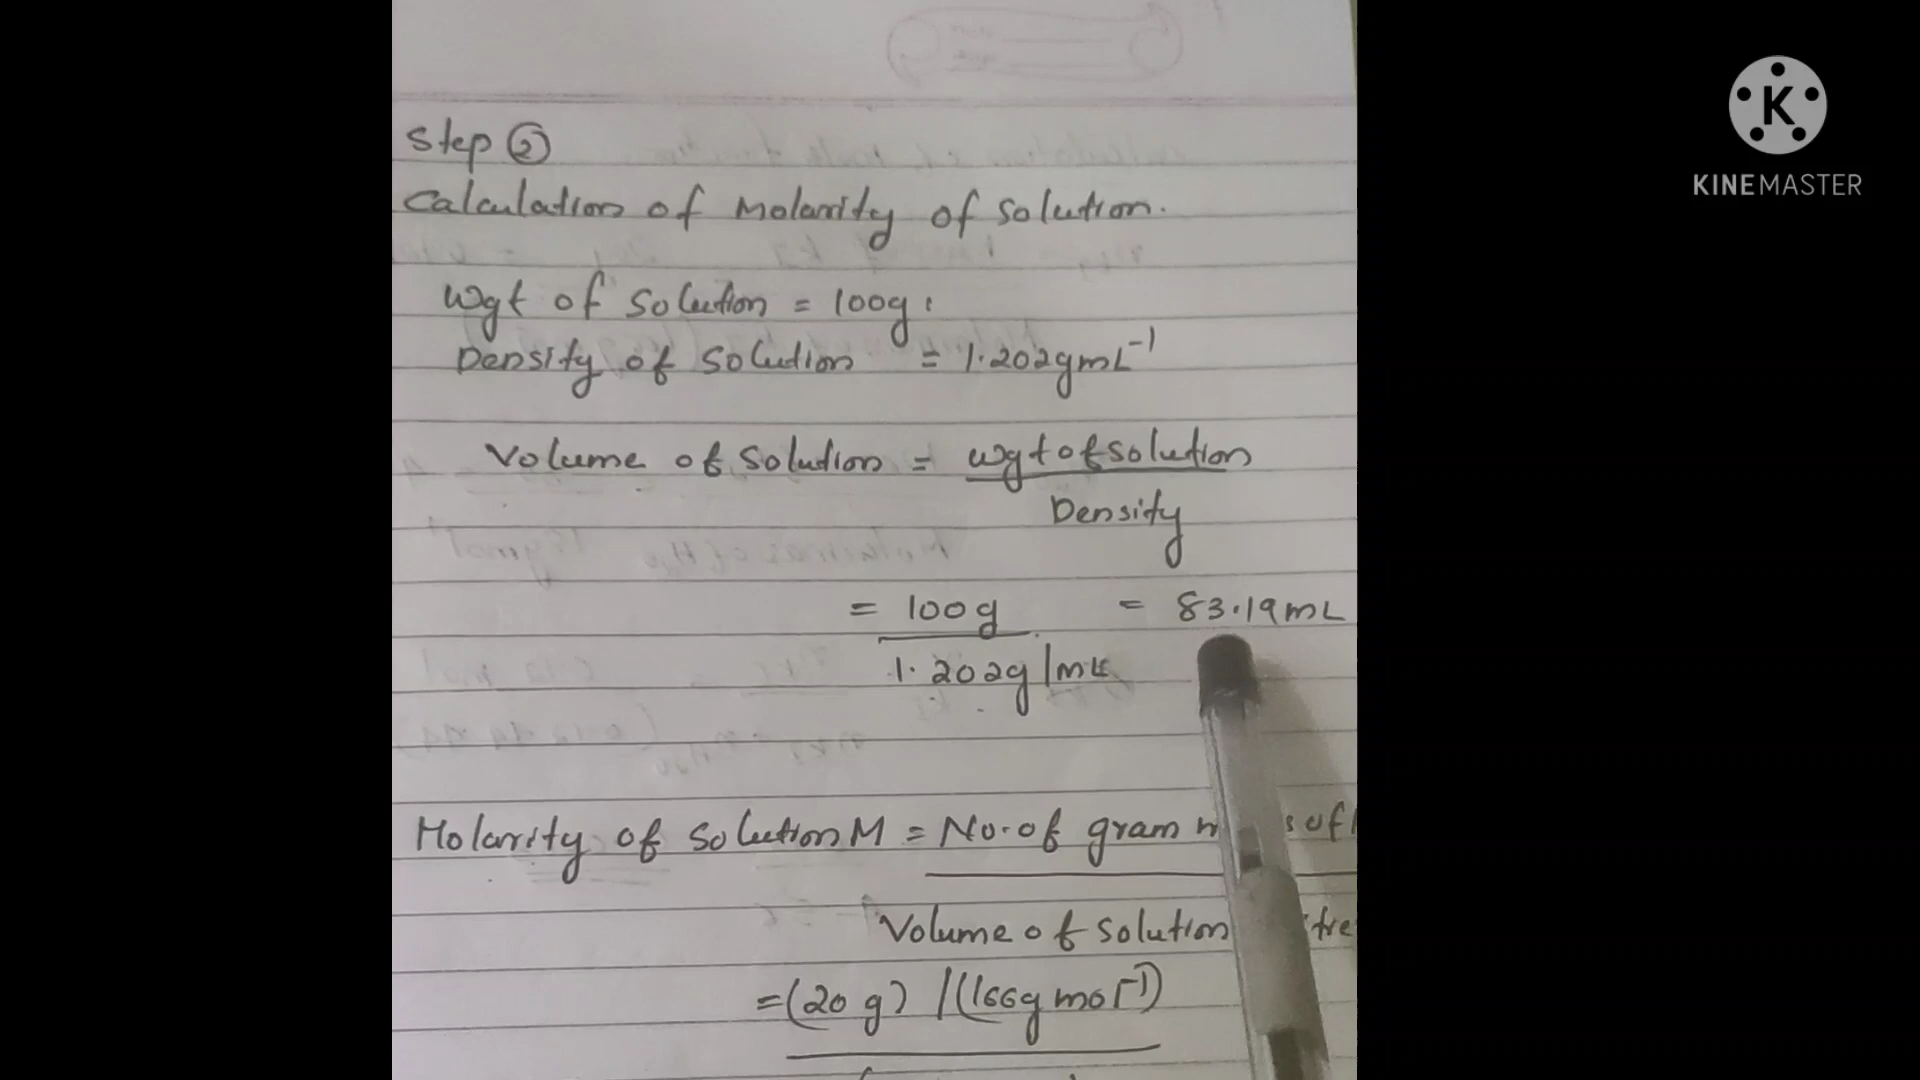 Step ②
Calculation of Molarity of solution.
Wgt of solution = 100g.
Density of solution = 1.202gmL⁻¹
Volume of solution = wgt of solution
Density
= 100g = 83.19mL
1.202g/mL
Molarity of solution M = No. of gram
Volume of solution
= (20g) / (166g mol⁻¹)
KINEMASTER